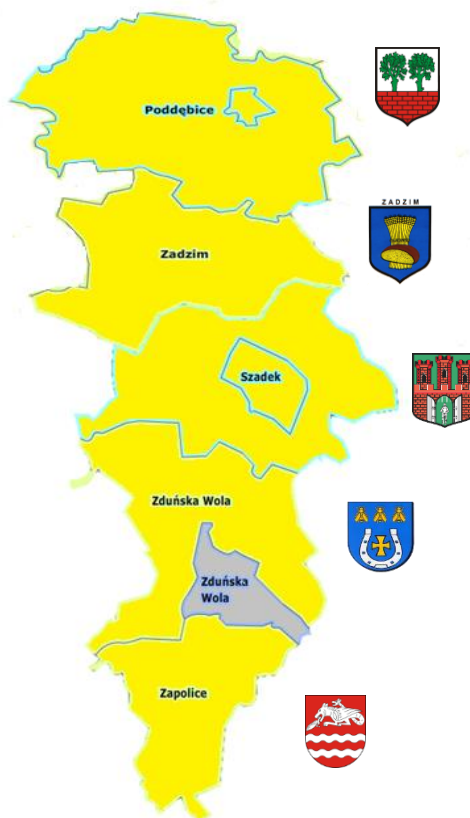 Poddębice
ZADZIM
Zadzim
Szadek
Zduńska Wola
Zduńska
Wola
Zapolice